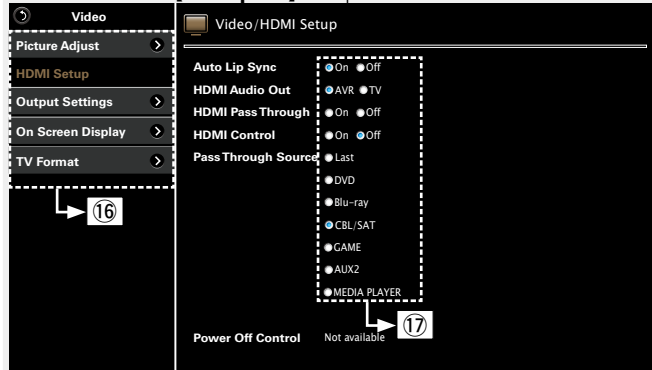 Video
Picture Adjust
HDMI Setup
Output Settings
On Screen Display
TV Format
⑯
Video/HDMI Setup
Auto Lip Sync On Off
HDMI Audio Out AVR TV
HDMI Pass Through On Off
HDMI Control On Off
Pass Through Source Last
DVD
Blu-ray
CBL/SAT
GAME
AUX2
MEDIA PLAYER
⑰
Power Off Control Not available